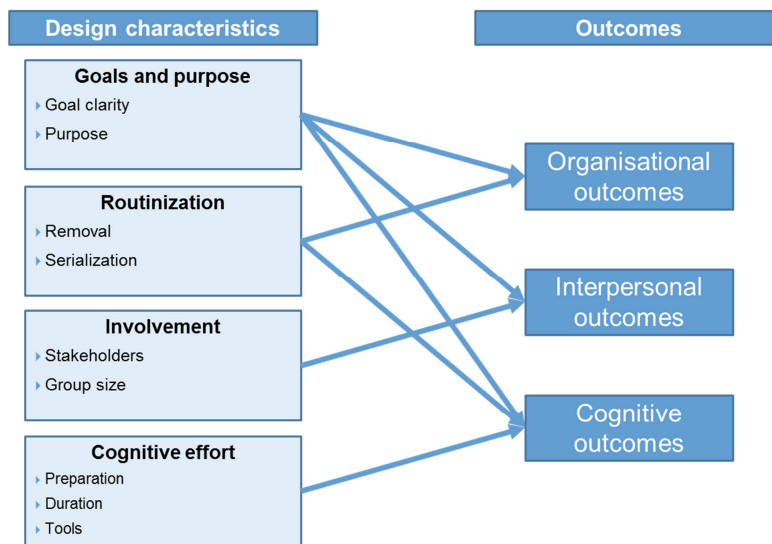 Design characteristics
Goals and purpose
Goal clarity
Purpose
Routinization
Removal
Serialization
Involvement
Stakeholders
Group size
Cognitive effort
Preparation
Duration
Tools
Outcomes
Organisational
outcomes
Interpersonal
outcomes
Cognitive
outcomes